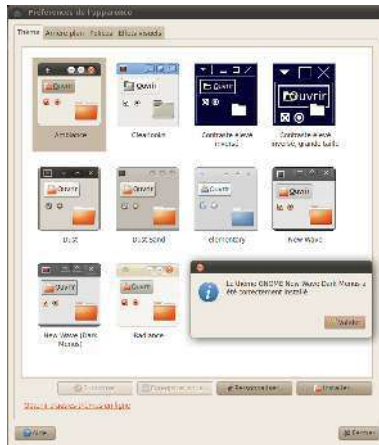 Préférences de l'apparence
Thème Arrière-plan Polices Effets visuels
Ouvrir Ouvrir Ouvrir Ouvrir
Ambiance Clearlooks Contraste élevé inversé Contraste élevé inversé, grande taille
Ouvrir Ouvrir Ouvrir Ouvrir
Dust Dust Sand elementary New Wave
Ouvrir Ouvrir
New Wave (Dark Menus) Radiance
Le thème GNOME New Wave Dark Menus a
été correctement installé
Valider
Supprimer Enregistrer sous... Personnaliser... Installer...
Aide Fermer